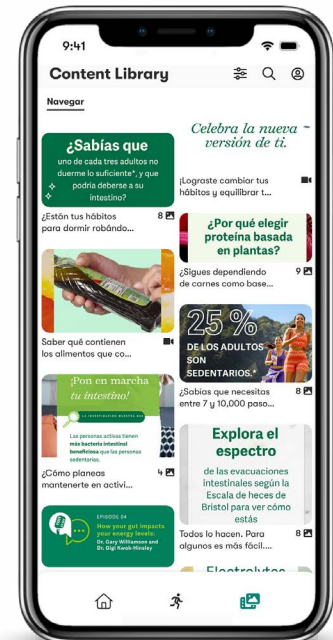 9:41
Content Library
Navegar
¿Sabías que
uno de cada tres adultos no
duerme lo suficiente*, y que
podría deberse a su
intestino?
¿Están tus hábitos
para dormir robándo...
8
Saber qué contienen
los alimentos que co...
¡Pon en marcha
tu intestino!
LA INVESTIGACIÓN MUESTRA QUE
Las personas activas tienen
más bacteria intestinal
beneficiosa que las personas
sedentarias.
¿Cómo planeas
mantenerte en activi...
4
EPISODE 04
How your gut impacts
your energy levels:
Dr. Gary Williamson and
Dr. Gigi Kwok-Hinsley
Celebra la nueva
versión de ti.
¡Lograste cambiar tus
hábitos y equilibrar t...
¿Por qué elegir
proteína basada
en plantas?
¿Sigues dependiendo
de carnes como base...
9
25 %
DE LOS ADULTOS
SON
SEDENTARIOS.*
¿Sabías que necesitas
entre 7 y 10,000 paso...
8
Explora el
espectro
de las evacuaciones
intestinales según la
Escala de heces de
Bristol para ver cómo
estás
Todos lo hacen. Para
algunos es más fácil....
8
Electrolytes